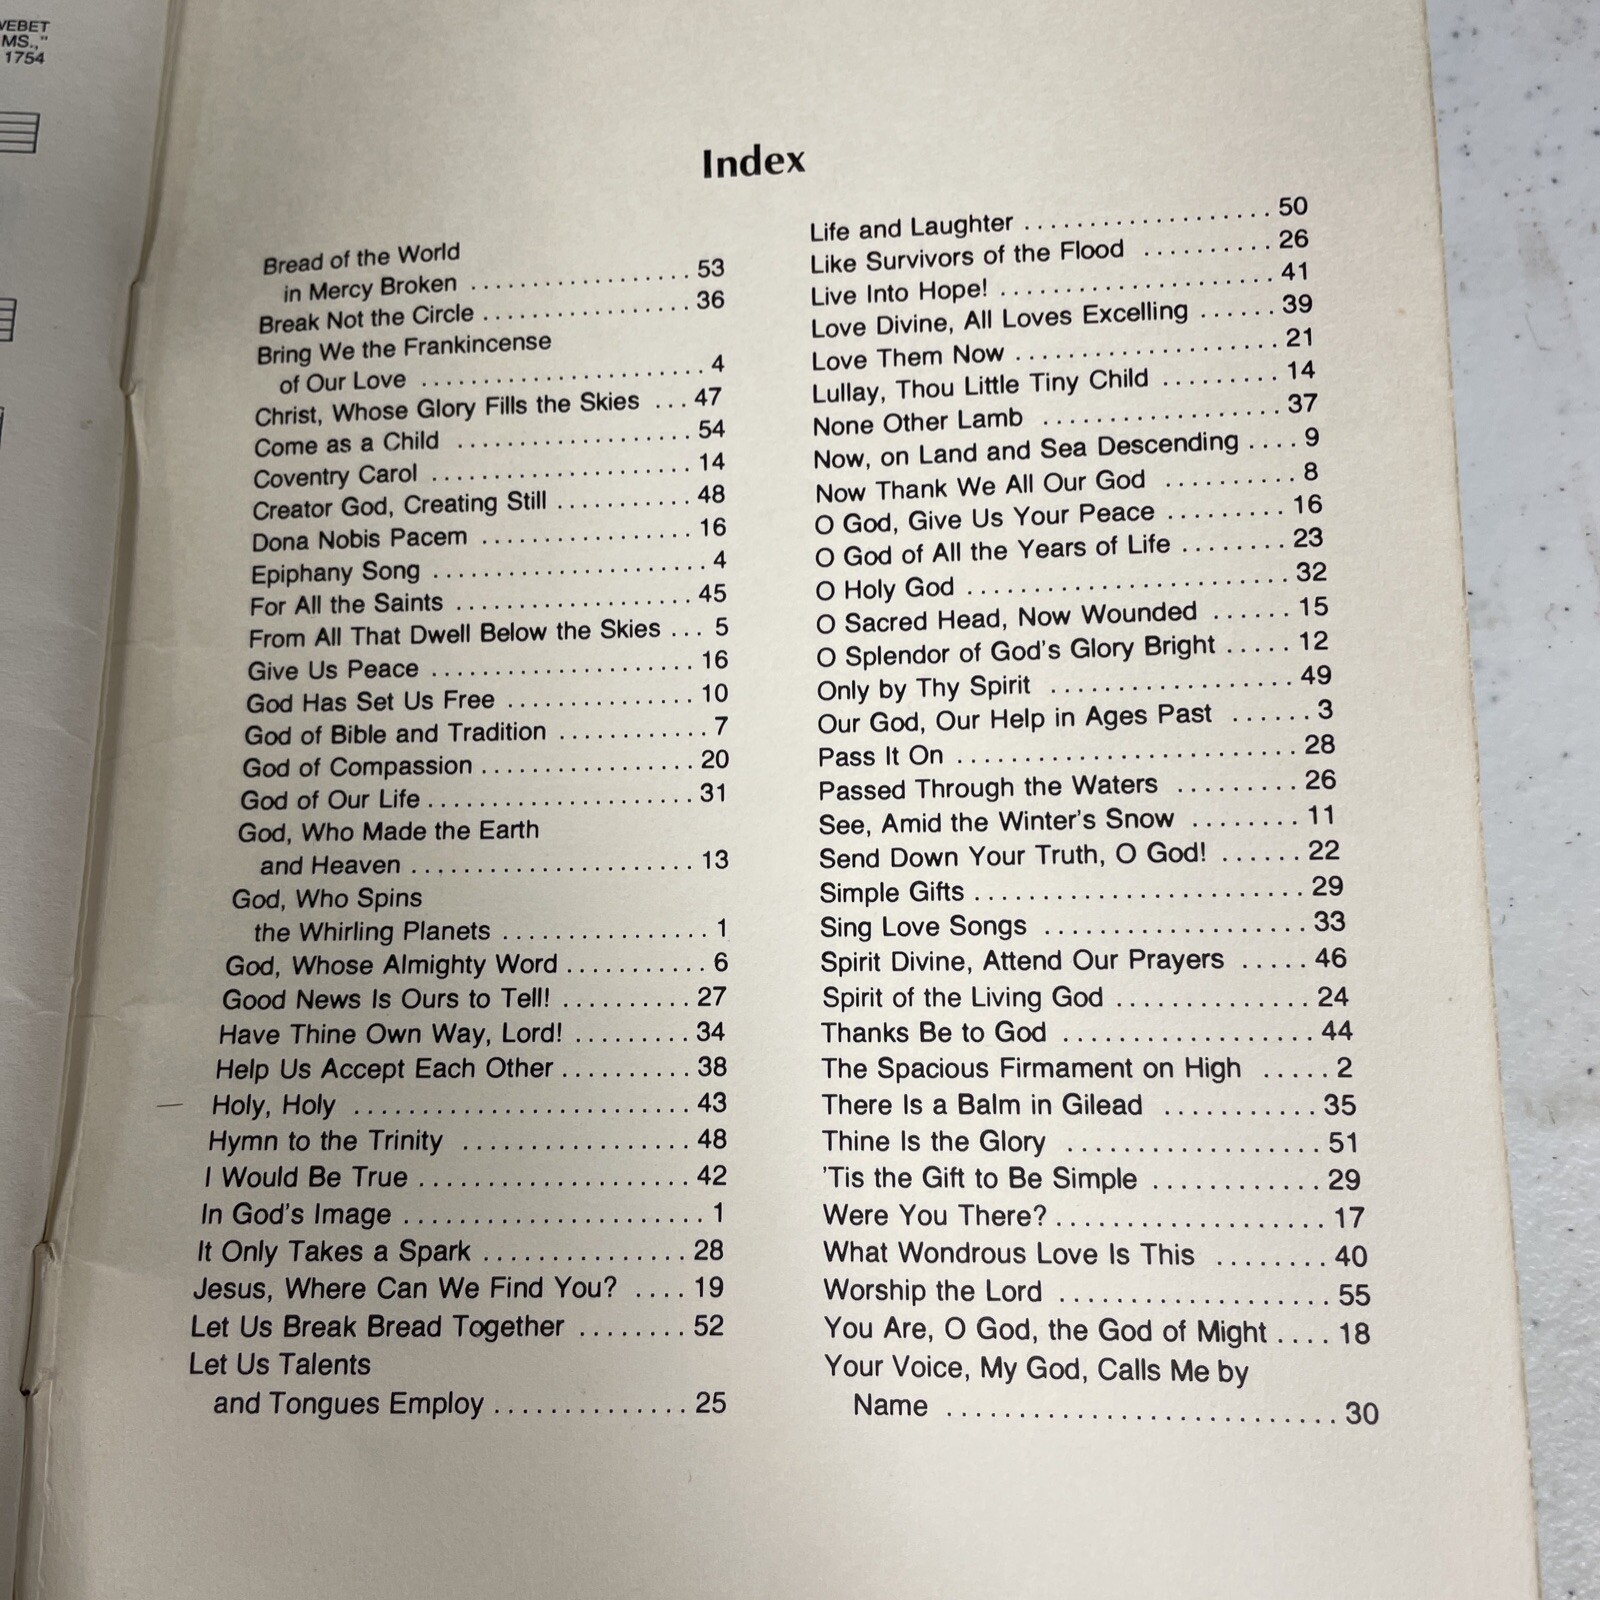 MS.,"
1754
Index
Bread of the World
in Mercy Broken ................. 53
Break Not the Circle ................ 36
Bring We the Frankincense
of Our Love ...................... 4
Christ, Whose Glory Fills the Skies ... 47
Come as a Child .................. 54
Coventry Carol .................... 14
Creator God, Creating Still ........... 48
Dona Nobis Pacem ................ 16
Epiphany Song ..................... 4
For All the Saints .................. 45
From All That Dwell Below the Skies ... 5
Give Us Peace .................... 16
God Has Set Us Free .............. 10
God of Bible and Tradition ............ 7
God of Compassion ................. 20
God of Our Life ..................... 31
God, Who Made the Earth
and Heaven ...................... 13
God, Who Spins
the Whirling Planets ................ 1
God, Whose Almighty Word ........... 6
Good News Is Ours to Tell! .......... 27
Have Thine Own Way, Lord! ......... 34
Help Us Accept Each Other .......... 38
Holy, Holy ......................... 43
Hymn to the Trinity .................. 48
I Would Be True ..................... 42
In God's Image ....................... 1
It Only Takes a Spark ................ 28
Jesus, Where Can We Find You? .... 19
Let Us Break Bread Together ........ 52
Let Us Talents
and Tongues Employ .............. 25
Life and Laughter ................... 50
Like Survivors of the Flood .......... 26
Live Into Hope! ..................... 41
Love Divine, All Loves Excelling ...... 39
Love Them Now .................... 21
Lullay, Thou Little Tiny Child ......... 14
None Other Lamb .................. 37
Now, on Land and Sea Descending .... 9
Now Thank We All Our God .......... 8
O God, Give Us Your Peace ......... 16
O God of All the Years of Life ........ 23
O Holy God ........................ 32
O Sacred Head, Now Wounded ...... 15
O Splendor of God's Glory Bright ..... 12
Only by Thy Spirit ................... 49
Our God, Our Help in Ages Past ...... 3
Pass It On .......................... 28
Passed Through the Waters ......... 26
See, Amid the Winter's Snow ........ 11
Send Down Your Truth, O God! ...... 22
Simple Gifts ......................... 29
Sing Love Songs .................... 33
Spirit Divine, Attend Our Prayers ..... 46
Spirit of the Living God ............... 24
Thanks Be to God ................... 44
The Spacious Firmament on High ..... 2
There Is a Balm in Gilead ........... 35
Thine Is the Glory ................... 51
'Tis the Gift to Be Simple ............ 29
Were You There? ..................... 17
What Wondrous Love Is This ........ 40
Worship the Lord .................... 55
You Are, O God, the God of Might .... 18
Your Voice, My God, Calls Me by
Name ............................. 30